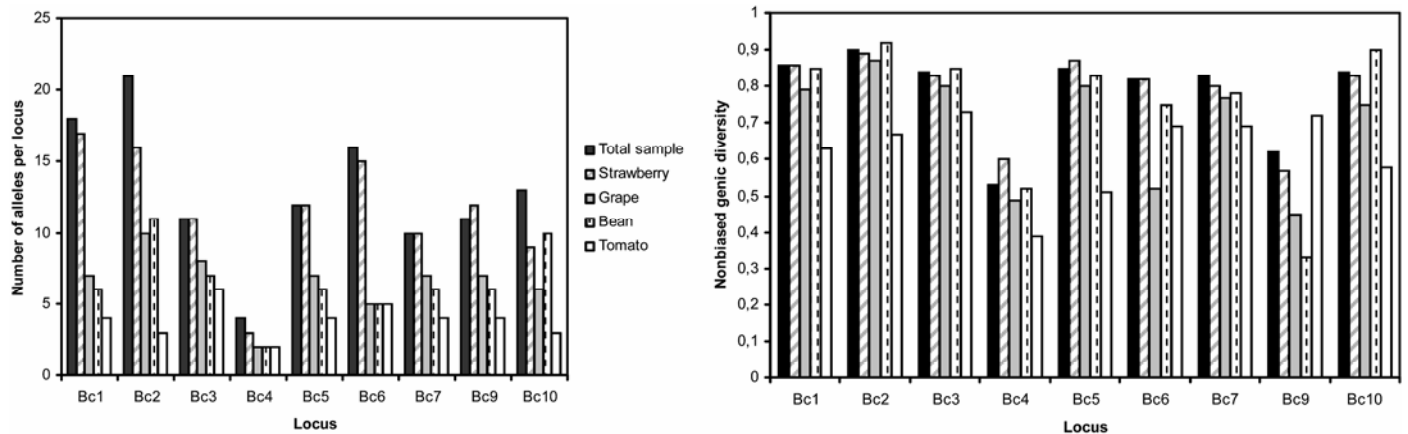 Number of alleles per locus
25
20
15
10
5
0
Bc1 Bc2 Bc3 Bc4 Bc5 Bc6 Bc7 Bc9 Bc10
Locus
Total sample
Strawberry
Grape
Bean
Tomato
Nonbiased genic diversity
1
0,9
0,8
0,7
0,6
0,5
0,4
0,3
0,2
0,1
0
Bc1 Bc2 Bc3 Bc4 Bc5 Bc6 Bc7 Bc9 Bc10
Locus